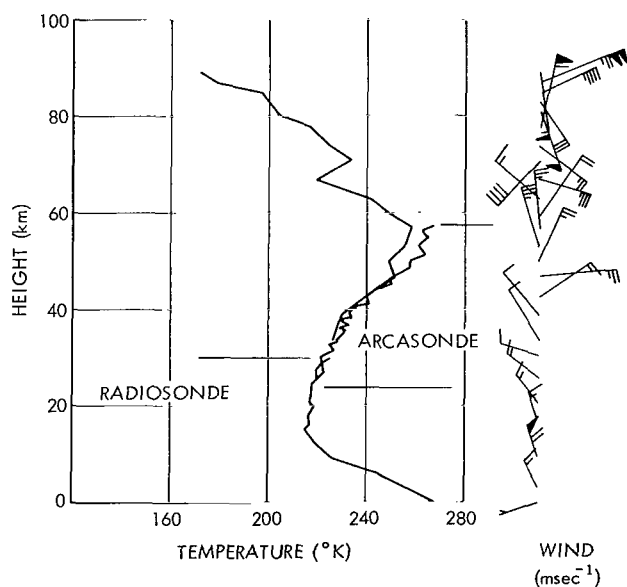 100
80
60
40
20
0
HEIGHT (km)
ARCASONDE
RADIOSONDE
160 200 240 280
TEMPERATURE (°K)
WIND
(msec⁻¹)